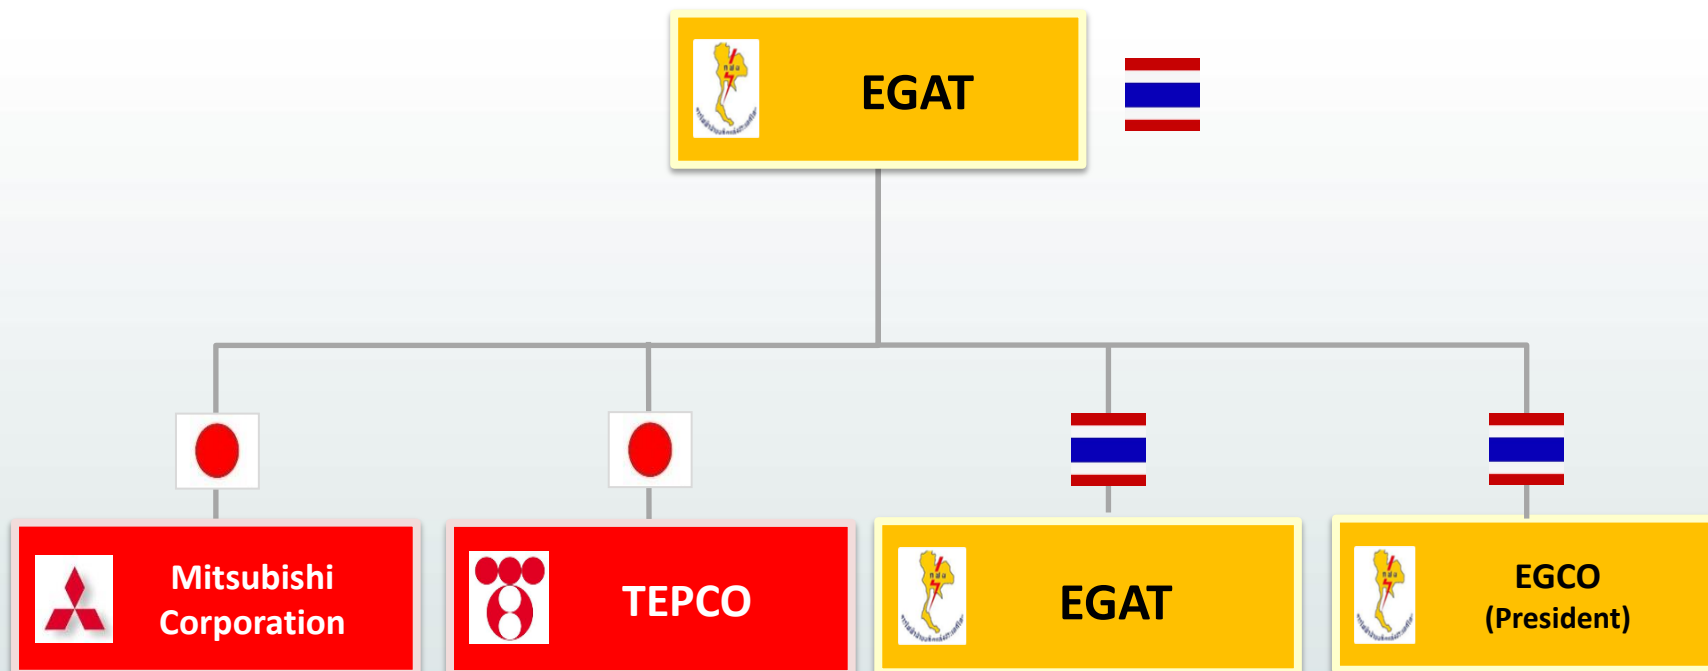 EGAT
Mitsubishi
Corporation
TEPCO
EGAT
EGCO
(President)